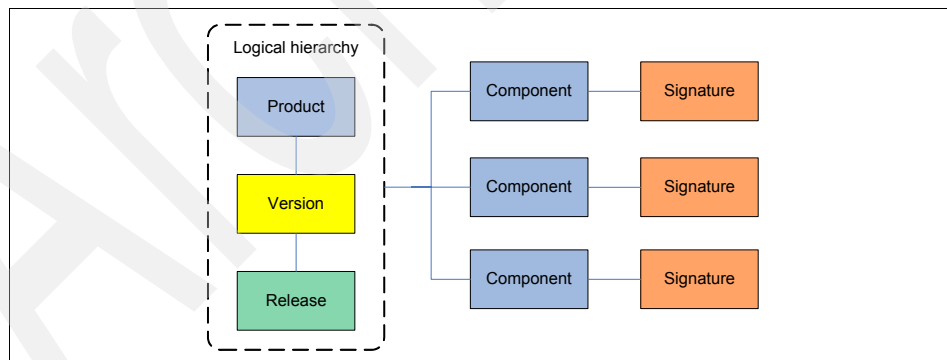 Logical hierarchy
Product
Version
Release
Component
Signature
Component
Signature
Component
Signature